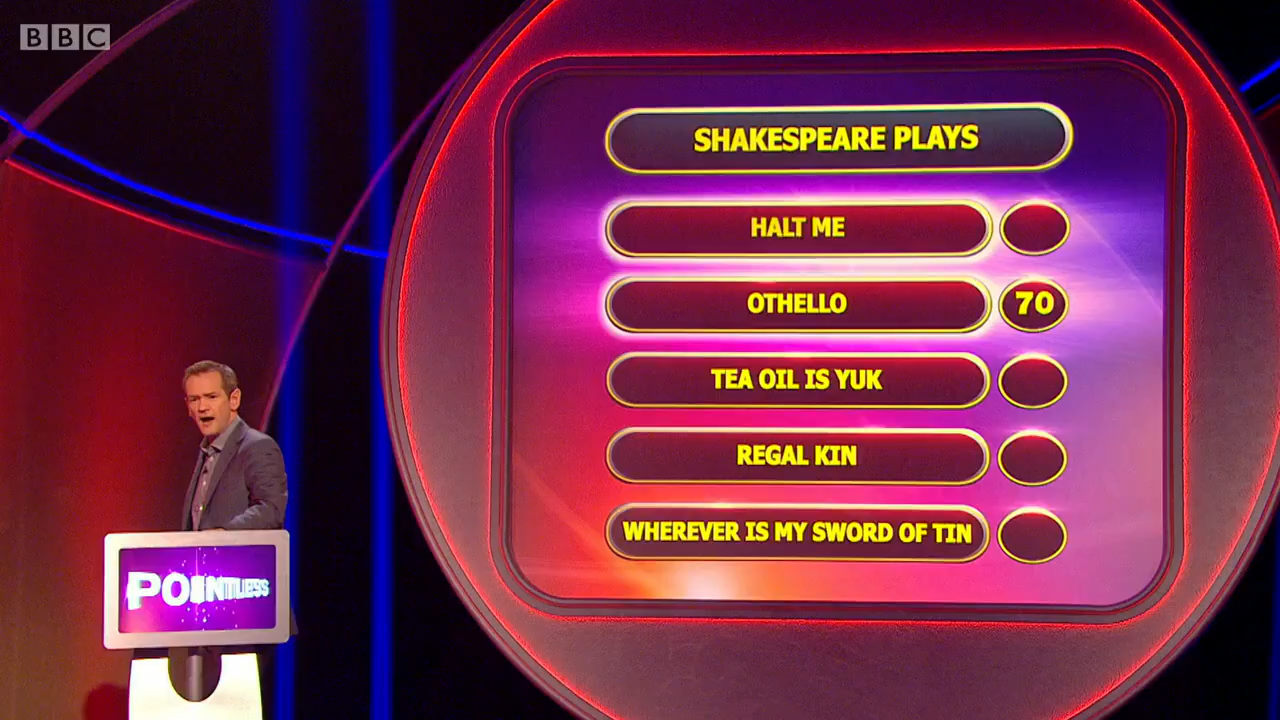 BBC
SHAKESPEARE PLAYS
HALT ME
OTHELLO 70
TEA OIL IS YUK
REGAL KIN
WHEREVER IS MY SWORD OF TIN
POINTLESS